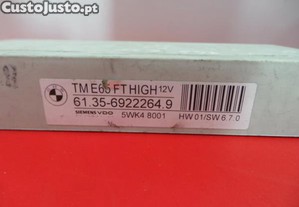 CustoJusto.pt
TM E65 FT HIGH 12V
61.35-6922264.9
SIEMENS VDO 5WK4 8001 HW 01/SW 6.7.0